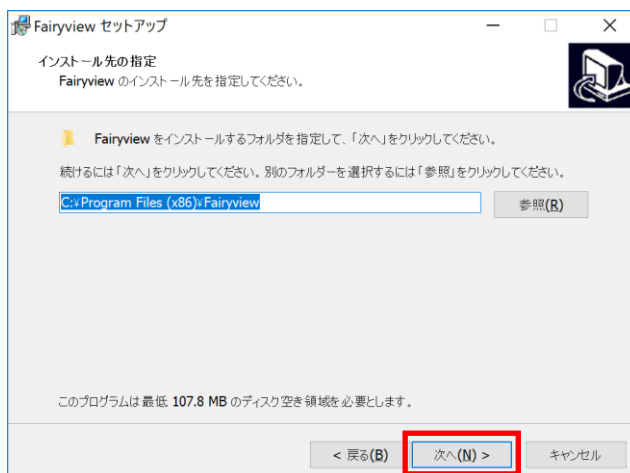 Fairyview セットアップ
インストール先の指定
Fairyview のインストール先を指定してください。
Fairyview をインストールするフォルダを指定して、「次へ」をクリックしてください。
続けるには「次へ」をクリックしてください。別のフォルダーを選択するには「参照」をクリックしてください。
C:¥Program Files (x86)¥Fairyview
参照(R)
このプログラムは最低 107.8 MB のディスク空き領域を必要とします。
< 戻る(B) 次へ(N) > キャンセル